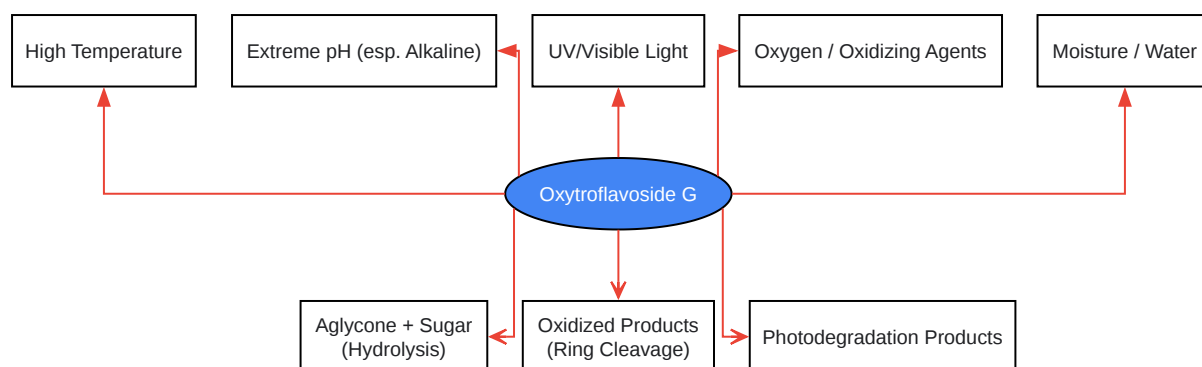 High Temperature
Extreme pH (esp. Alkaline)
UV/Visible Light
Oxygen / Oxidizing Agents
Moisture / Water
Oxytroflavoside G
Aglycone + Sugar
(Hydrolysis)
Oxidized Products
(Ring Cleavage)
Photodegradation Products